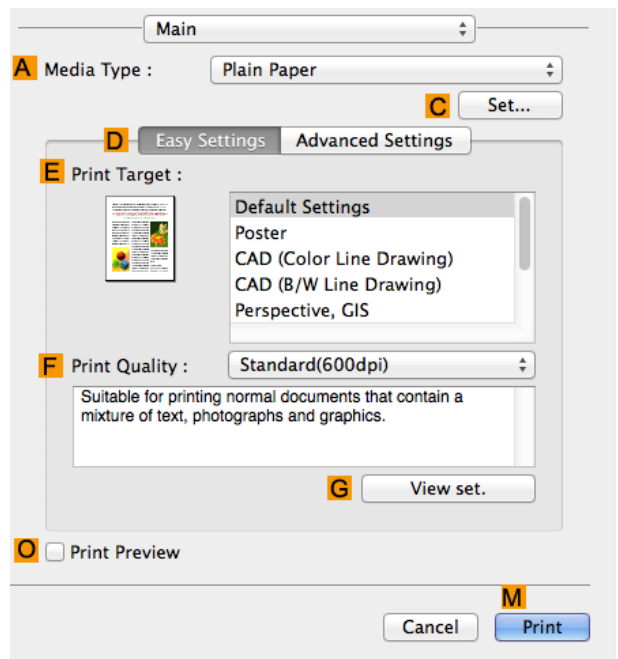 Main
A Media Type : Plain Paper
C Set...
D Easy Settings Advanced Settings
E Print Target :
Default Settings
Poster
CAD (Color Line Drawing)
CAD (B/W Line Drawing)
Perspective, GIS
F Print Quality : Standard(600dpi)
Suitable for printing normal documents that contain a
mixture of text, photographs and graphics.
G View set.
O Print Preview
M
Cancel Print